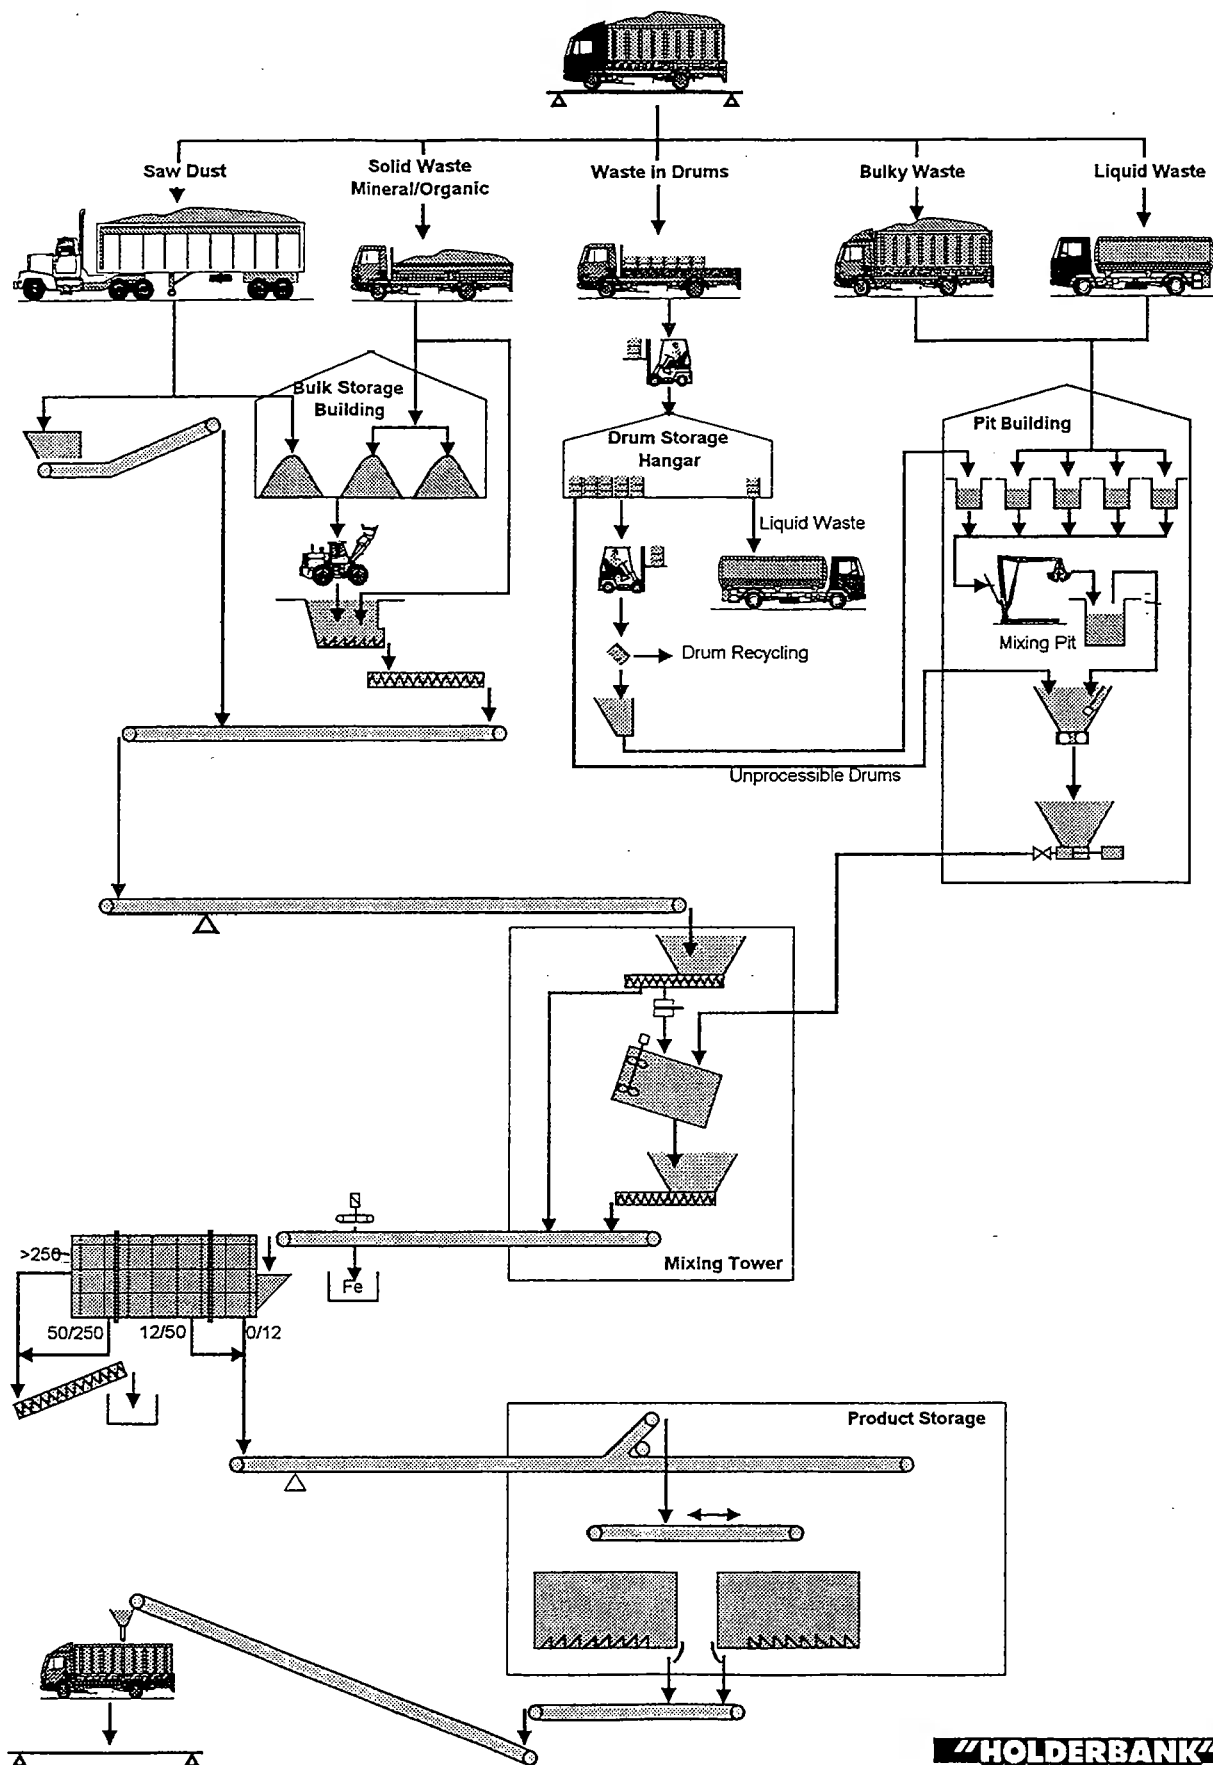 Saw Dust
Solid Waste
Mineral/Organic
Waste in Drums
Bulky Waste
Liquid Waste
Bulk Storage
Building
Drum Storage
Hangar
Pit Building
Liquid Waste
Drum Recycling
Mixing Pit
Unprocessible Drums
Mixing Tower
Fe
>250
50/250
12/50
0/12
Product Storage
"HOLDERBANK"